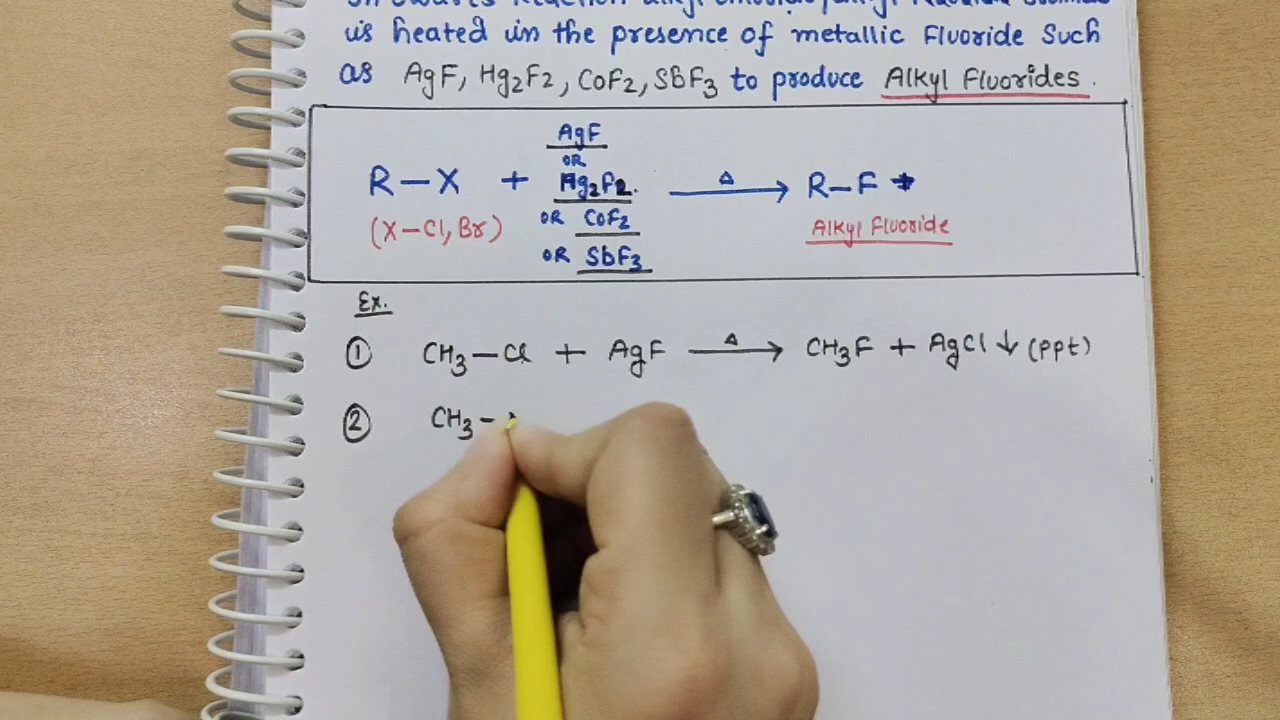 is heated in the presence of metallic Fluoride Such
as AgF, Hg2F2, CoF2, SbF3 to produce Alkyl Fluorides.
AgF
OR
R-X + Hg2F2. Δ→ R-F +
(X-Cl, Br) OR CoF2 Alkyl Fluoride
OR SbF3
Ex.
① CH3-Cl + AgF Δ→ CH3F + AgCl ↓ (ppt)
② CH3-